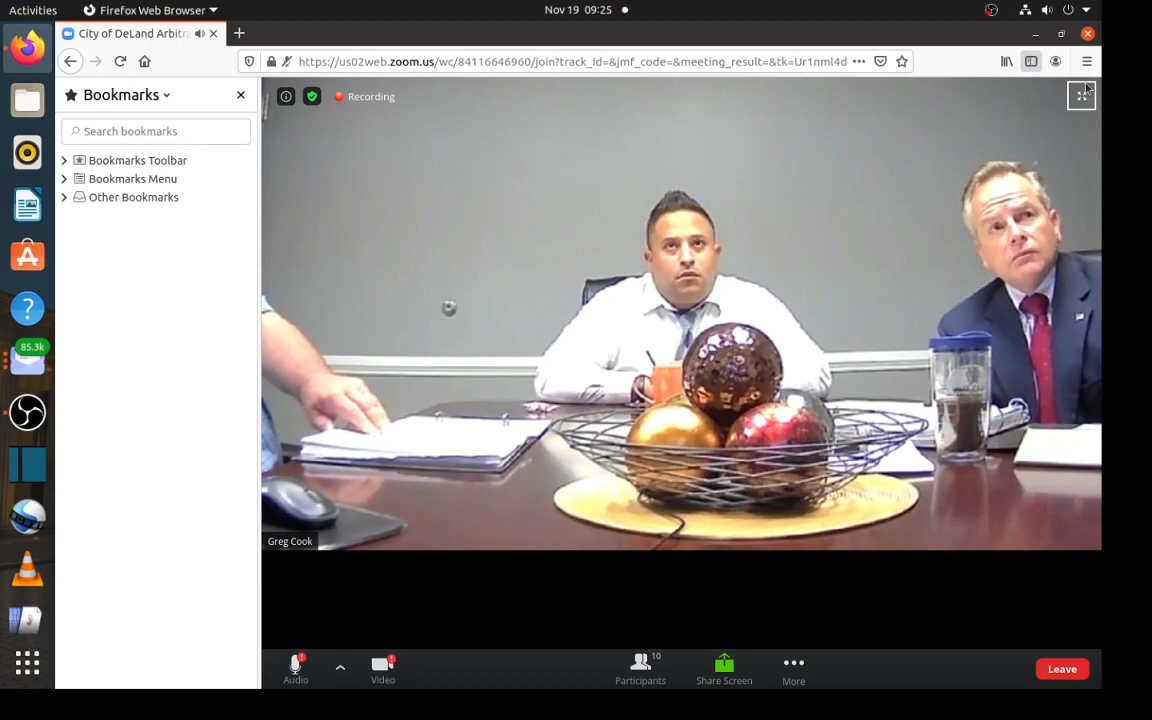 Activities
Firefox Web Browser
Nov 19 09:25
City of DeLand Arbitra
https://us02web.zoom.us/wc/84116646960/join?track_id=&jmf_code=&meeting_result=&tk=Ur1nml4d
Bookmarks
Recording
Search bookmarks
Bookmarks Toolbar
Bookmarks Menu
Other Bookmarks
85.3k
Greg Cook
10
Audio
Video
Participants
Share Screen
More
Leave